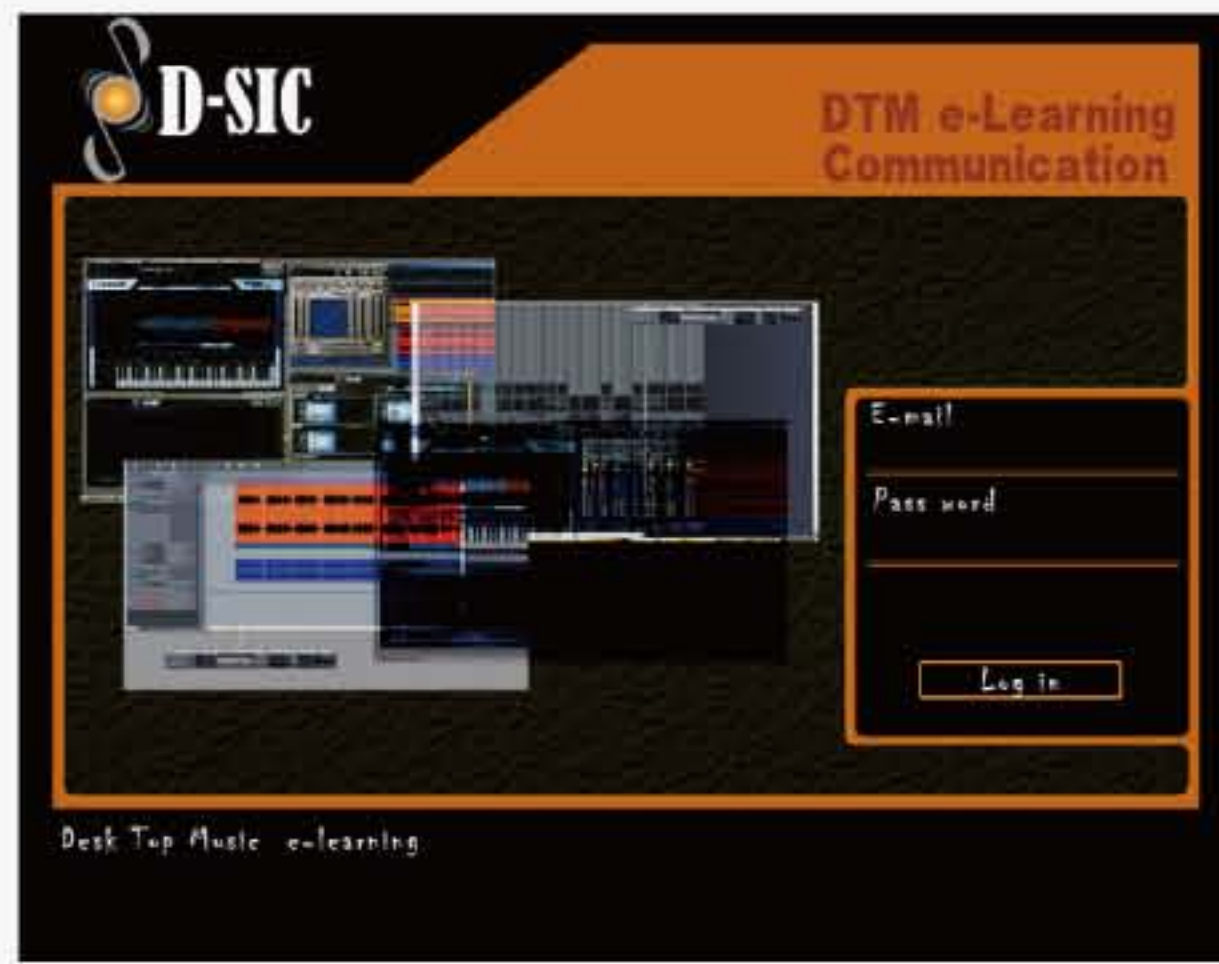 D-SIC
DTM e-Learning
Communication
E-mail
Pass word
Log in
Desk Top Music e-learning